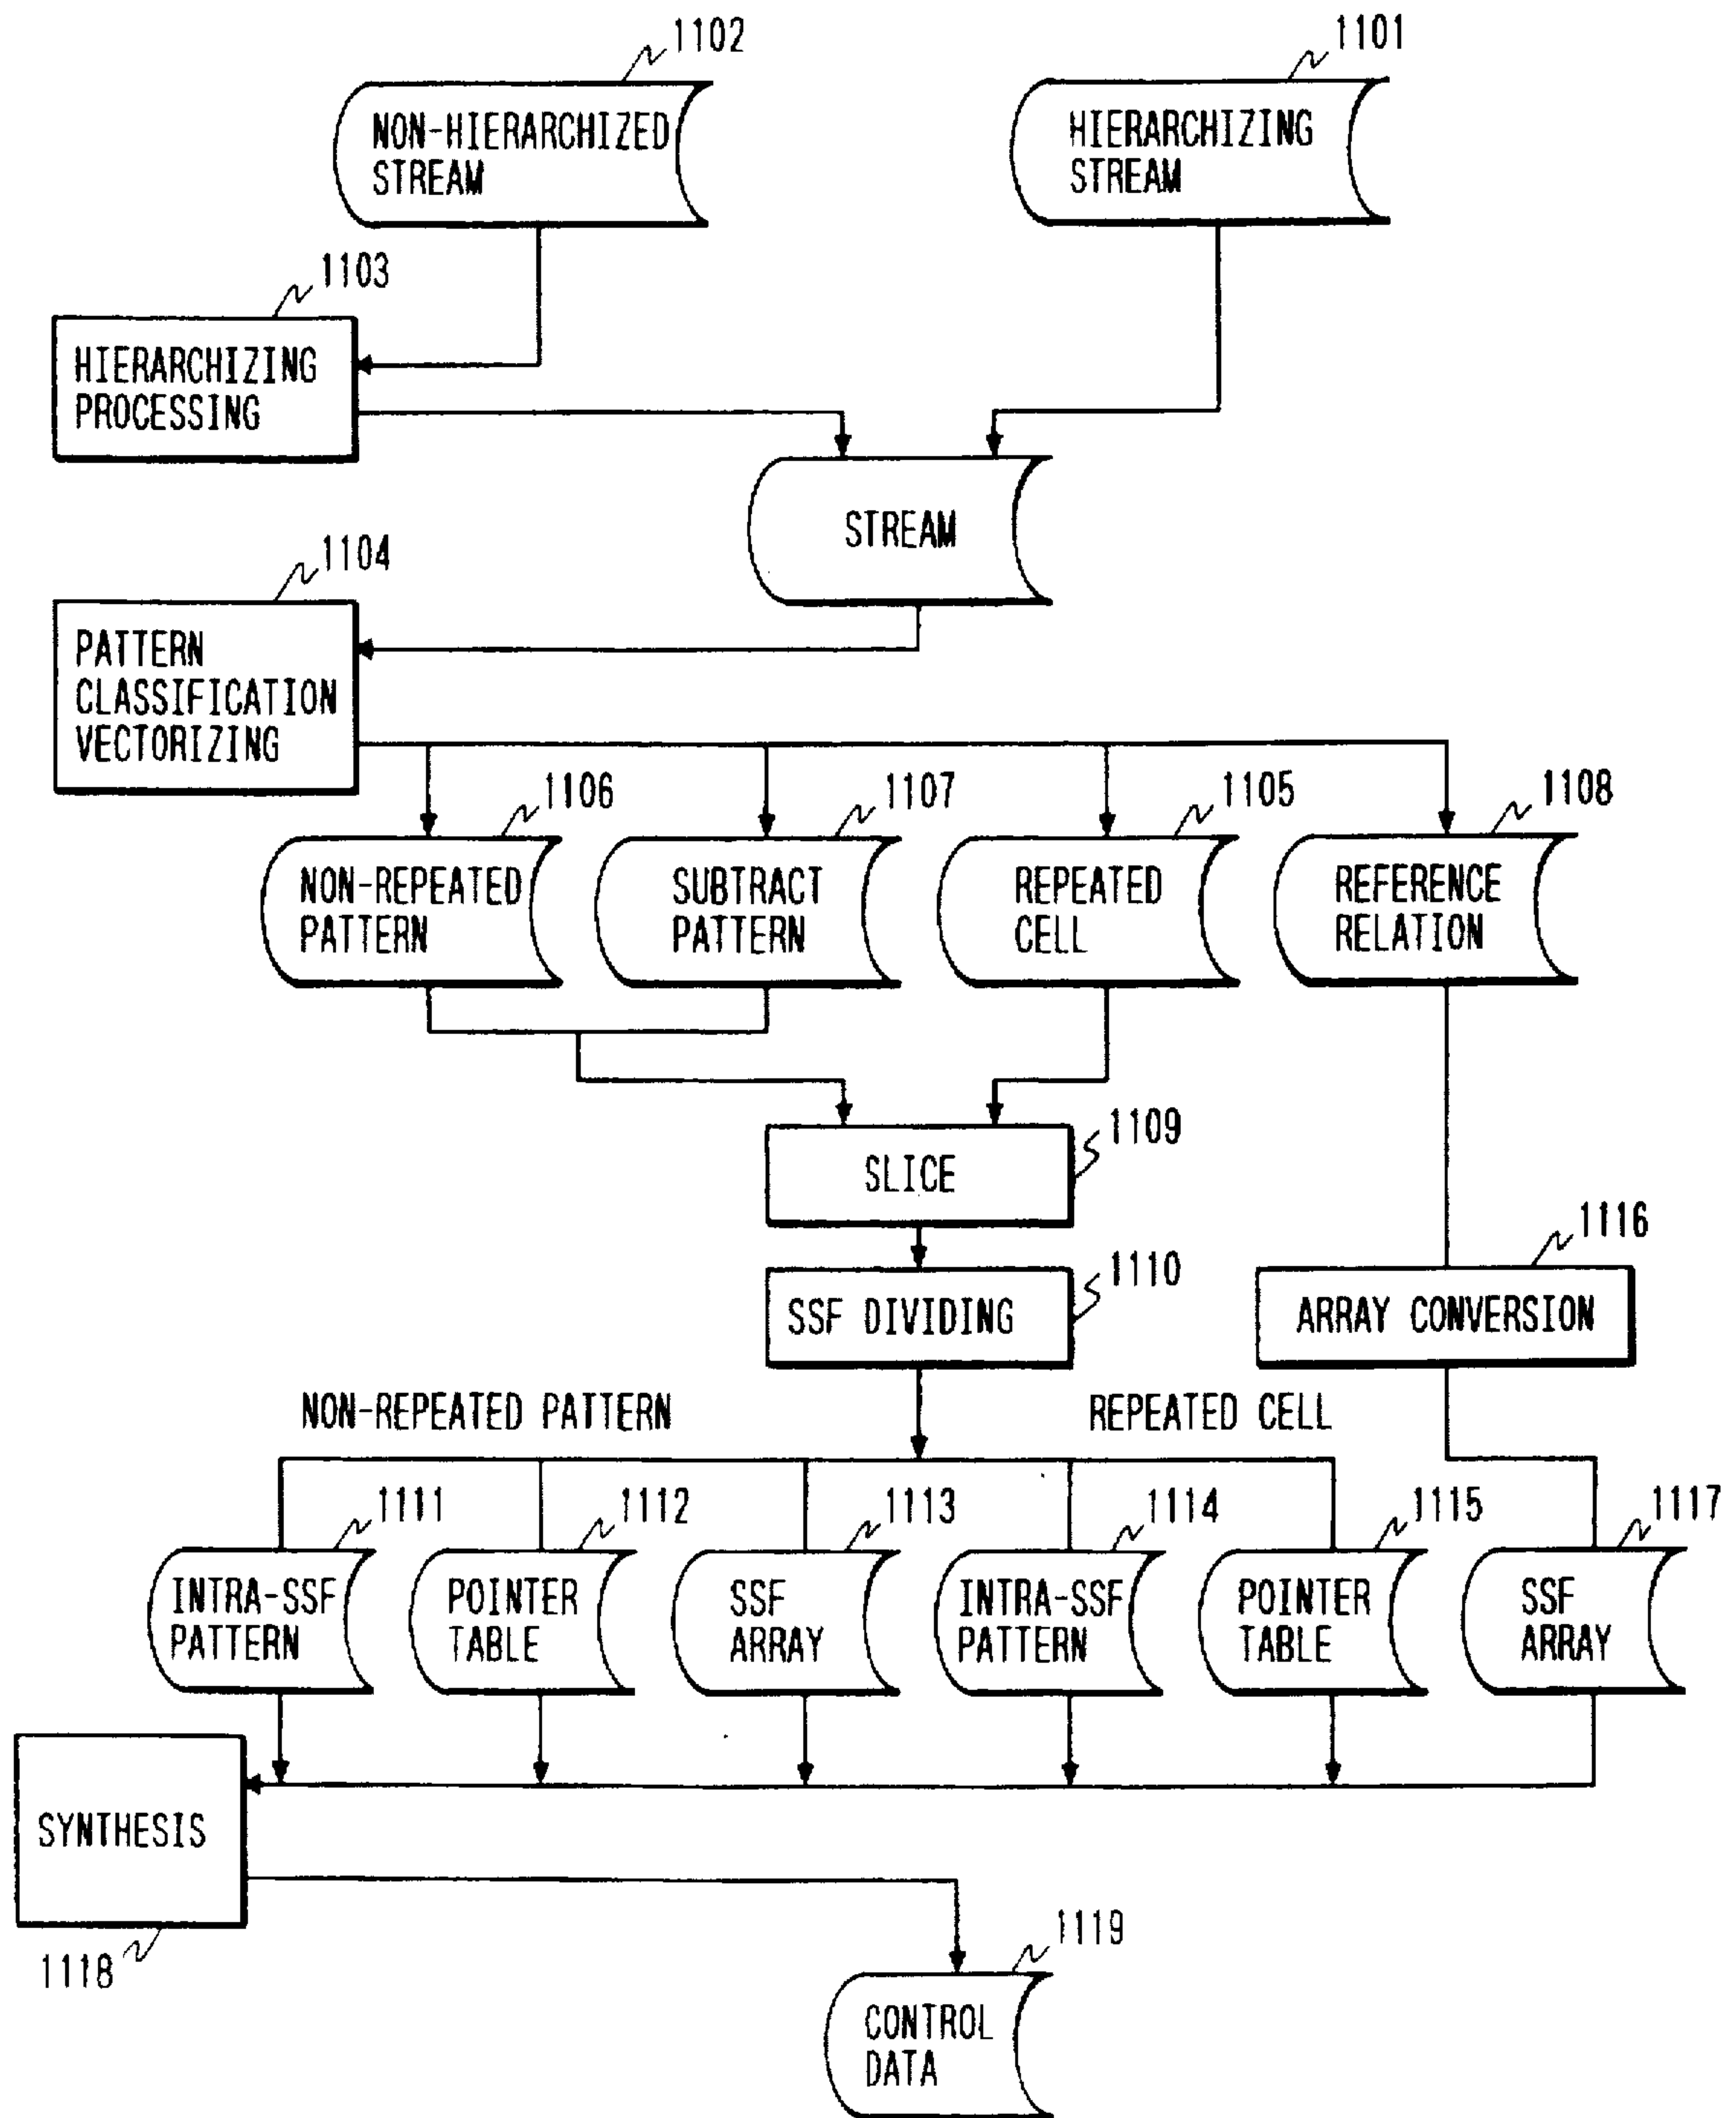 1102
1101
NON-HIERARCHIZED
STREAM
HIERARCHIZING
STREAM
1103
HIERARCHIZING
PROCESSING
STREAM
1104
PATTERN
CLASSIFICATION
VECTORIZING
1106
1107
1105
1108
NON-REPEATED
PATTERN
SUBTRACT
PATTERN
REPEATED
CELL
REFERENCE
RELATION
1109
SLICE
1116
1110
SSF DIVIDING
ARRAY CONVERSION
NON-REPEATED PATTERN
REPEATED CELL
1111
1112
1113
1114
1115
1117
INTRA-SSF
PATTERN
POINTER
TABLE
SSF
ARRAY
INTRA-SSF
PATTERN
POINTER
TABLE
SSF
ARRAY
SYNTHESIS
1118
1119
CONTROL
DATA